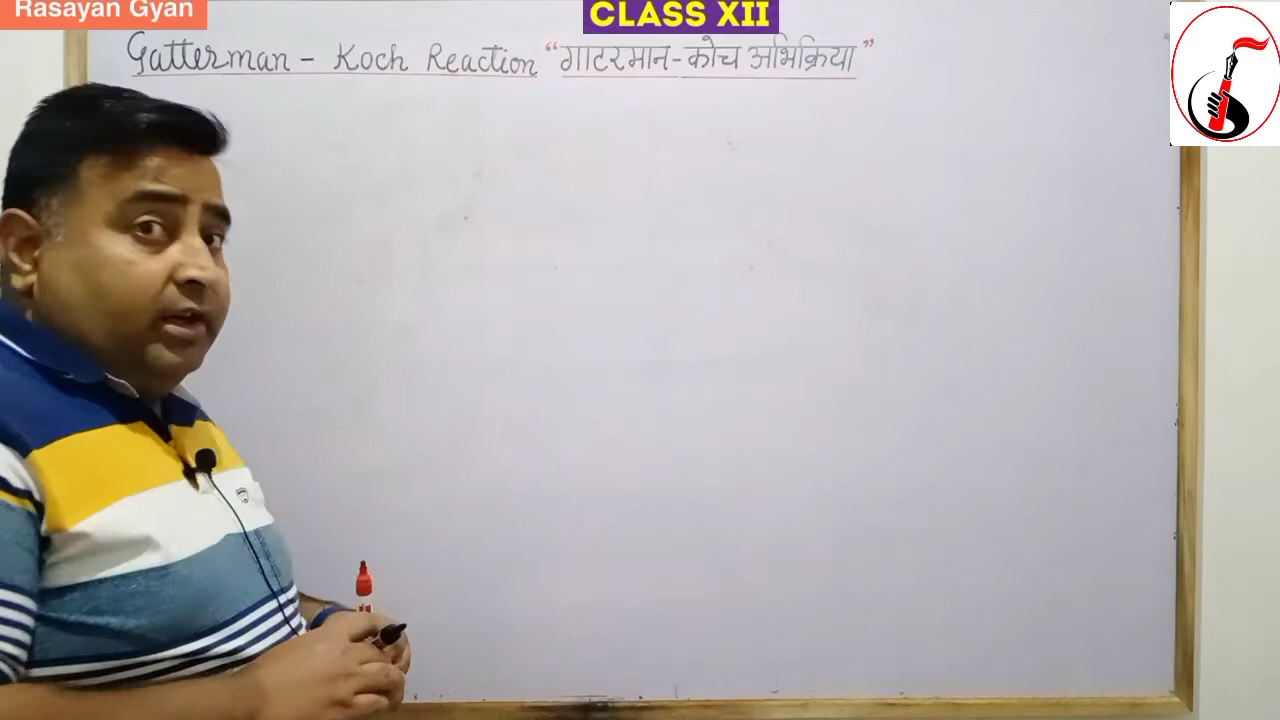 Rasayan Gyan
CLASS XII
Gatterman - Koch Reaction "गाटरमान-कोच अभिक्रिया"